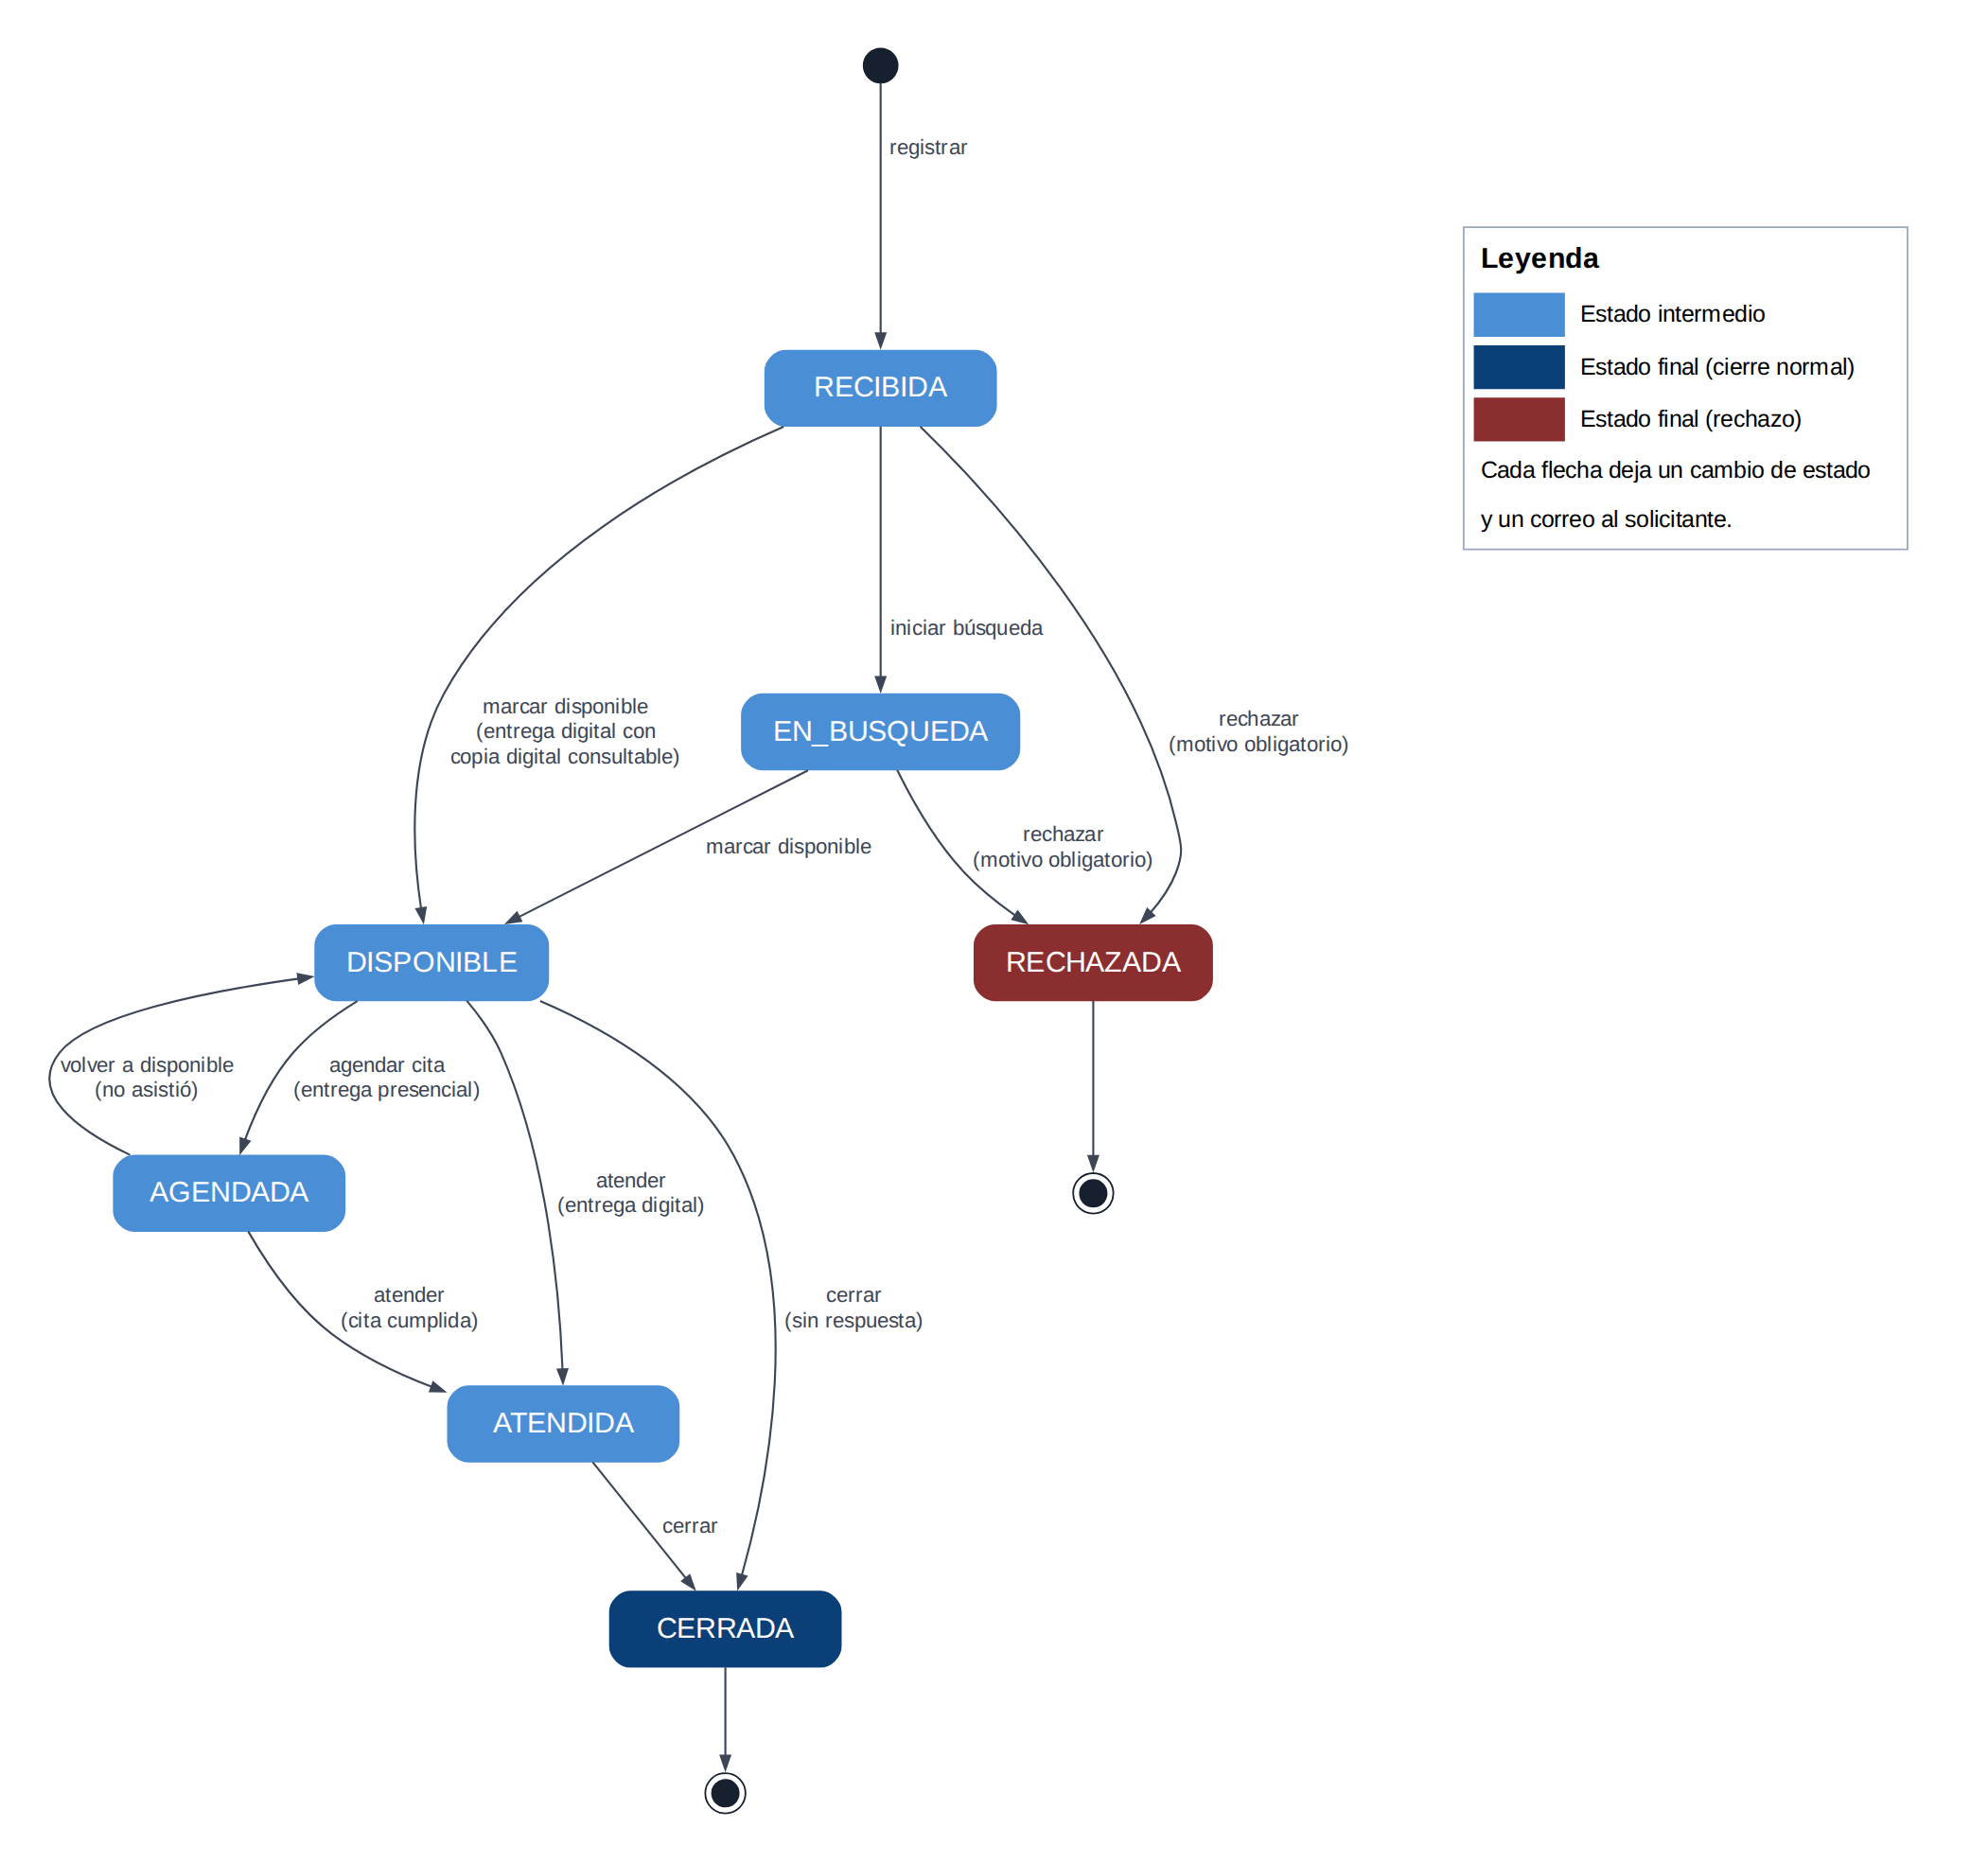 registrar
Leyenda
Estado intermedio
Estado final (cierre normal)
Estado final (rechazo)
Cada flecha deja un cambio de estado
y un correo al solicitante.
RECIBIDA
iniciar búsqueda
marcar disponible
(entrega digital con
copia digital consultable)
EN_BUSQUEDA
rechazar
(motivo obligatorio)
marcar disponible
rechazar
(motivo obligatorio)
DISPONIBLE
RECHAZADA
volver a disponible
(no asistió)
agendar cita
(entrega presencial)
AGENDADA
atender
(entrega digital)
atender
(cita cumplida)
cerrar
(sin respuesta)
ATENDIDA
cerrar
CERRADA